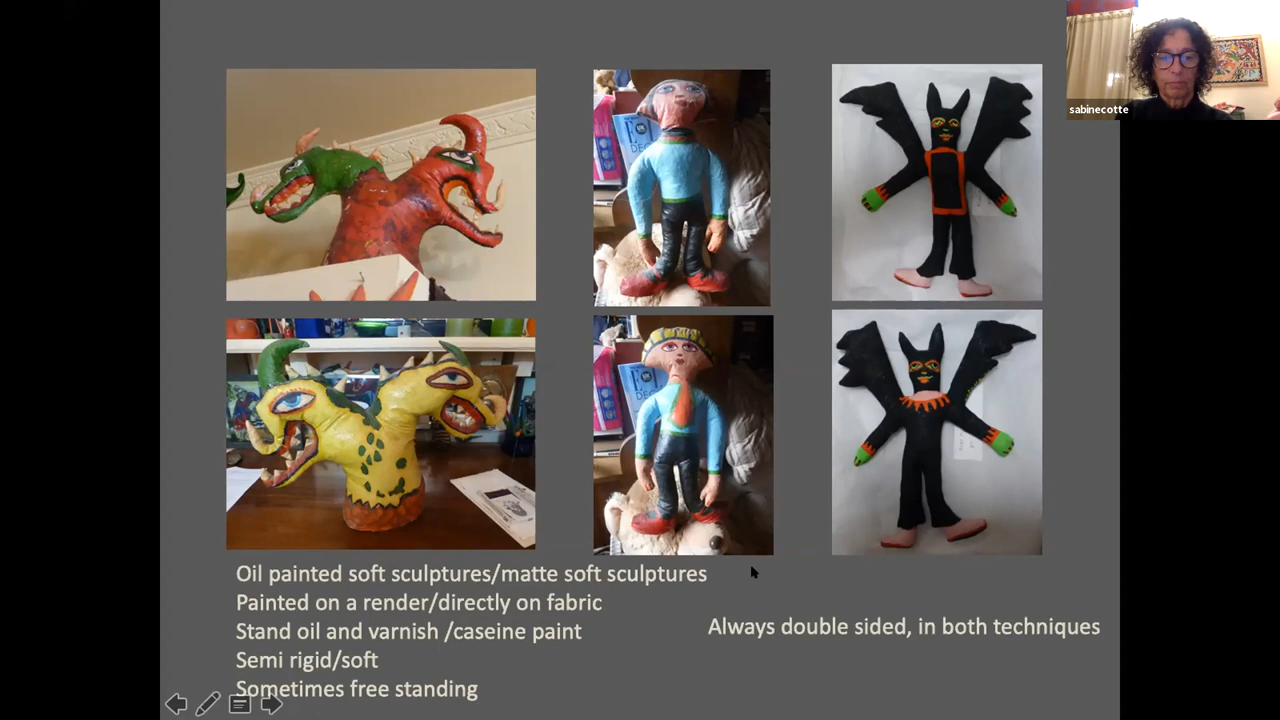 sabinecotte
Oil painted soft sculptures/matte soft sculptures
Painted on a render/directly on fabric
Stand oil and varnish /caseine paint
Semi rigid/soft
Sometimes free standing
Always double sided, in both techniques